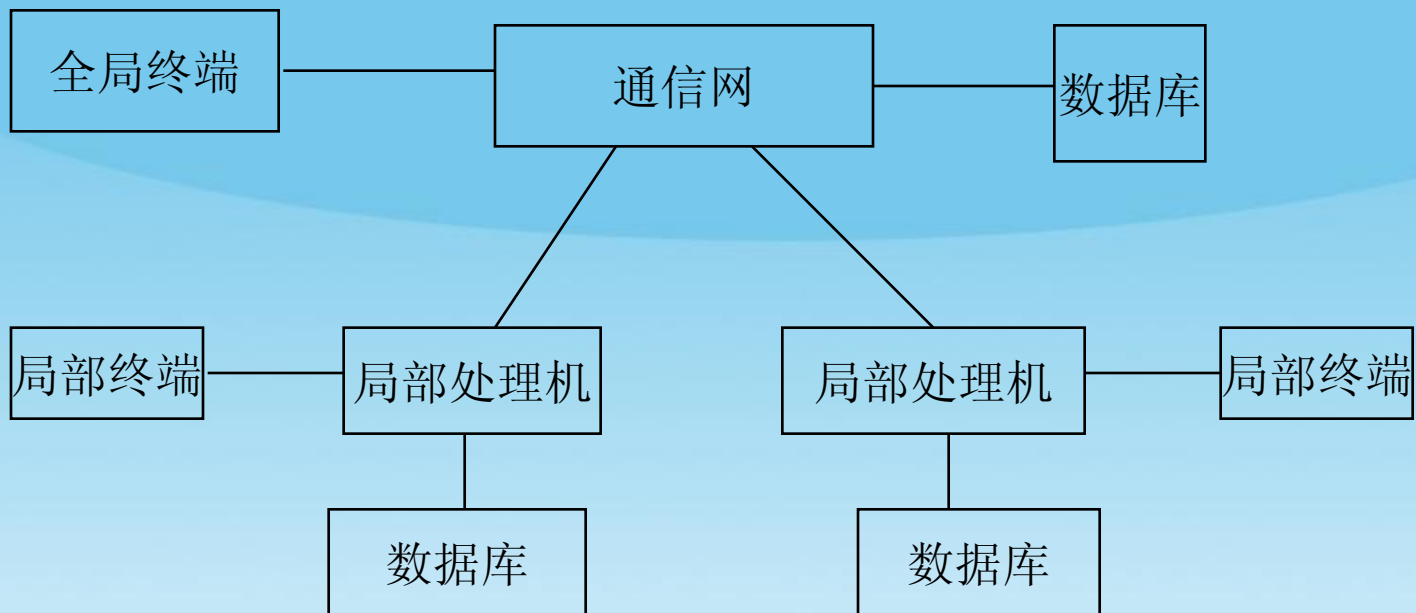 全局终端
通信网
数据库
局部终端
局部处理机
局部处理机
局部终端
数据库
数据库